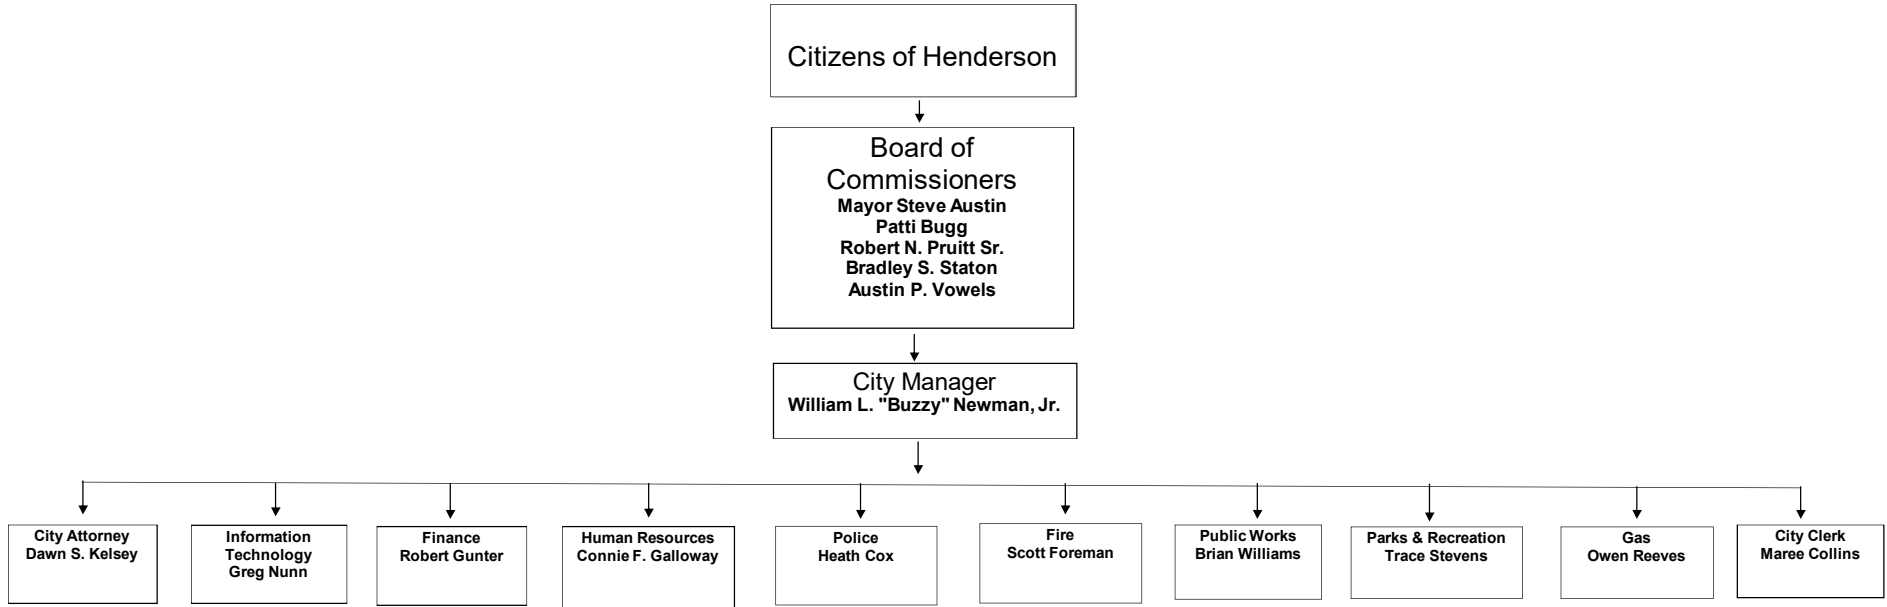 Citizens of Henderson
Board of
Commissioners
Mayor Steve Austin
Patti Bugg
Robert N. Pruitt Sr.
Bradley S. Staton
Austin P. Vowels
City Manager
William L. "Buzzy" Newman, Jr.
City Attorney
Dawn S. Kelsey
Information
Technology
Greg Nunn
Finance
Robert Gunter
Human Resources
Connie F. Galloway
Police
Heath Cox
Fire
Scott Foreman
Public Works
Brian Williams
Parks & Recreation
Trace Stevens
Gas
Owen Reeves
City Clerk
Maree Collins